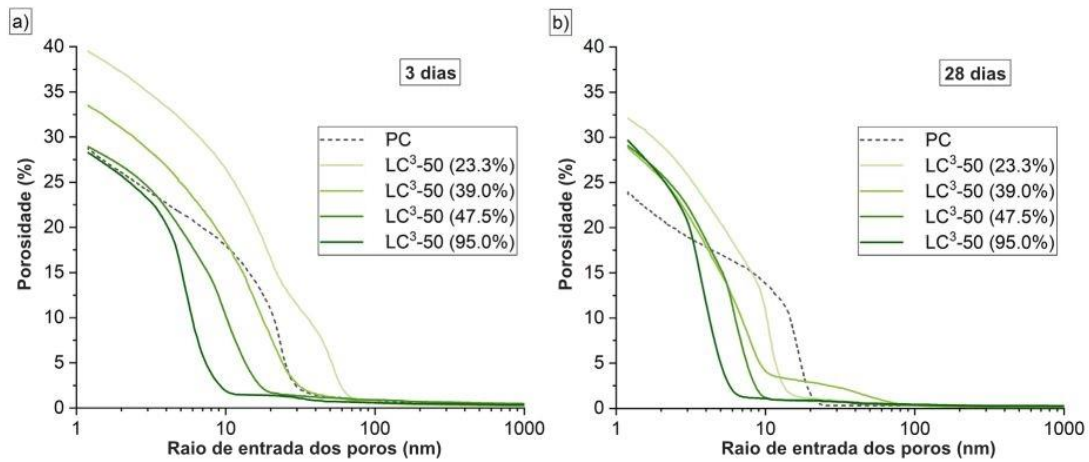 a)
3 dias
PC
LC³-50 (23.3%)
LC³-50 (39.0%)
LC³-50 (47.5%)
LC³-50 (95.0%)
Porosidade (%)
40
35
30
25
20
15
10
5
0
1
10
100
1000
Raio de entrada dos poros (nm)
b)
28 dias
PC
LC³-50 (23.3%)
LC³-50 (39.0%)
LC³-50 (47.5%)
LC³-50 (95.0%)
Porosidade (%)
40
35
30
25
20
15
10
5
0
1
10
100
1000
Raio de entrada dos poros (nm)